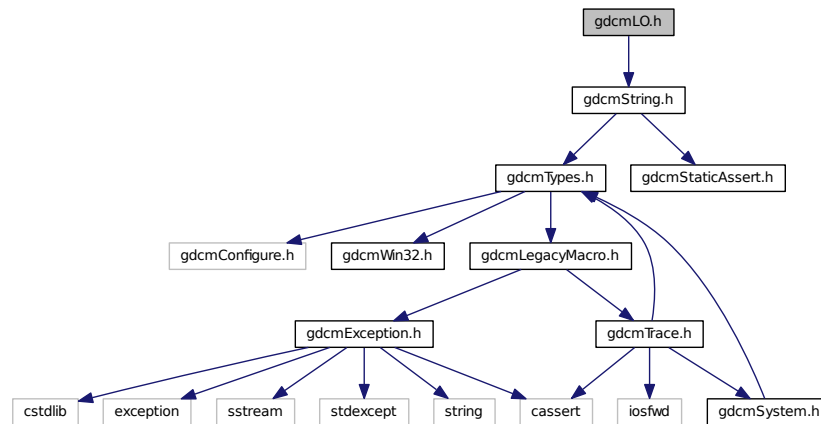 gdcmLO.h
gdcmString.h
gdcmTypes.h
gdcmStaticAssert.h
gdcmConfigure.h
gdcmWin32.h
gdcmLegacyMacro.h
gdcmException.h
gdcmTrace.h
cstdlib
exception
sstream
stdexcept
string
cassert
iosfwd
gdcmSystem.h